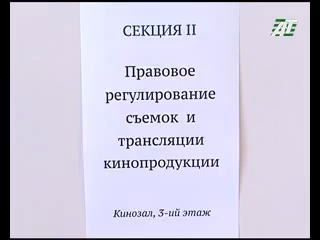 СЕКЦИЯ II
Правовое
регулирование
съемок и
трансляции
кинопродукции
Кинозал, 3-ий этаж